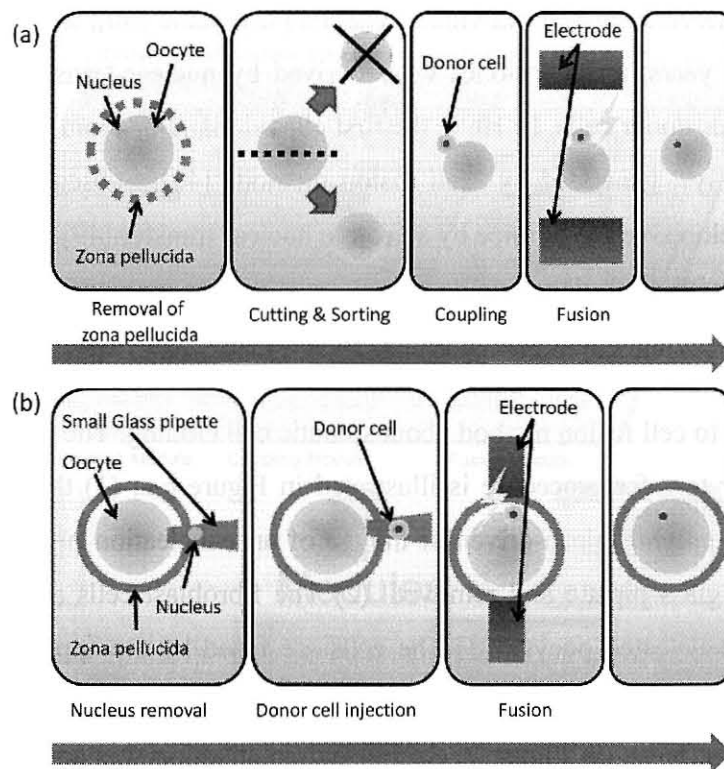 (a)
Oocyte
Nucleus
Zona pellucida
Donor cell
Electrode
Removal of
zona pellucida
Cutting & Sorting
Coupling
Fusion
(b)
Small Glass pipette
Oocyte
Nucleus
Zona pellucida
Donor cell
Electrode
Nucleus removal
Donor cell injection
Fusion